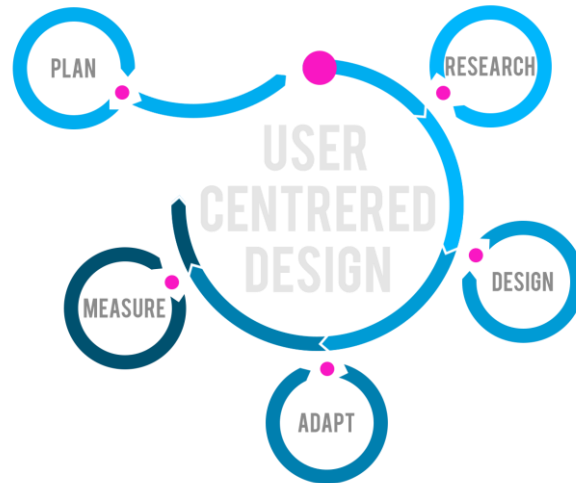 PLAN
RESEARCH
USER
CENTRERED
DESIGN
DESIGN
MEASURE
ADAPT